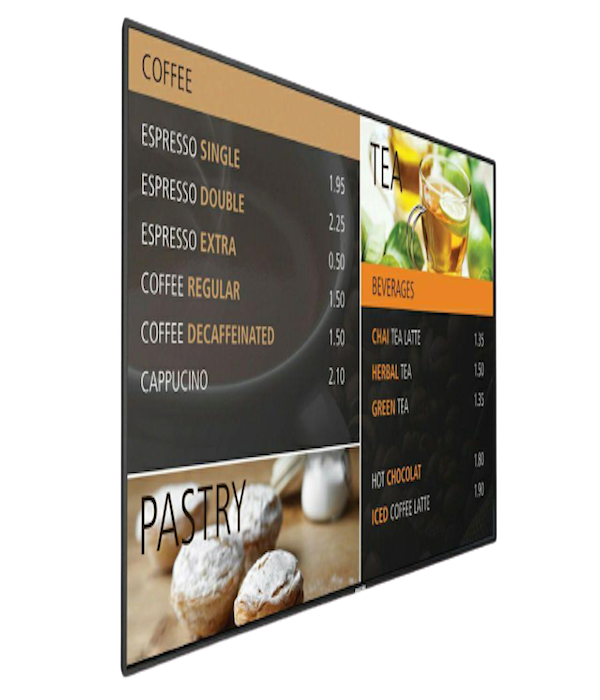 COFFEE
ESPRESSO SINGLE 1.95
ESPRESSO DOUBLE 2.25
ESPRESSO EXTRA 0.50
COFFEE REGULAR 1.50
COFFEE DECAFFEINATED 1.50
CAPPUCINO 2.10
PASTRY
TEA
BEVERAGES
CHAI TEA LATTE 1.35
HERBAL TEA 1.50
GREEN TEA 1.35
HOT CHOCOLAT 1.80
ICED COFFEE LATTE 1.90